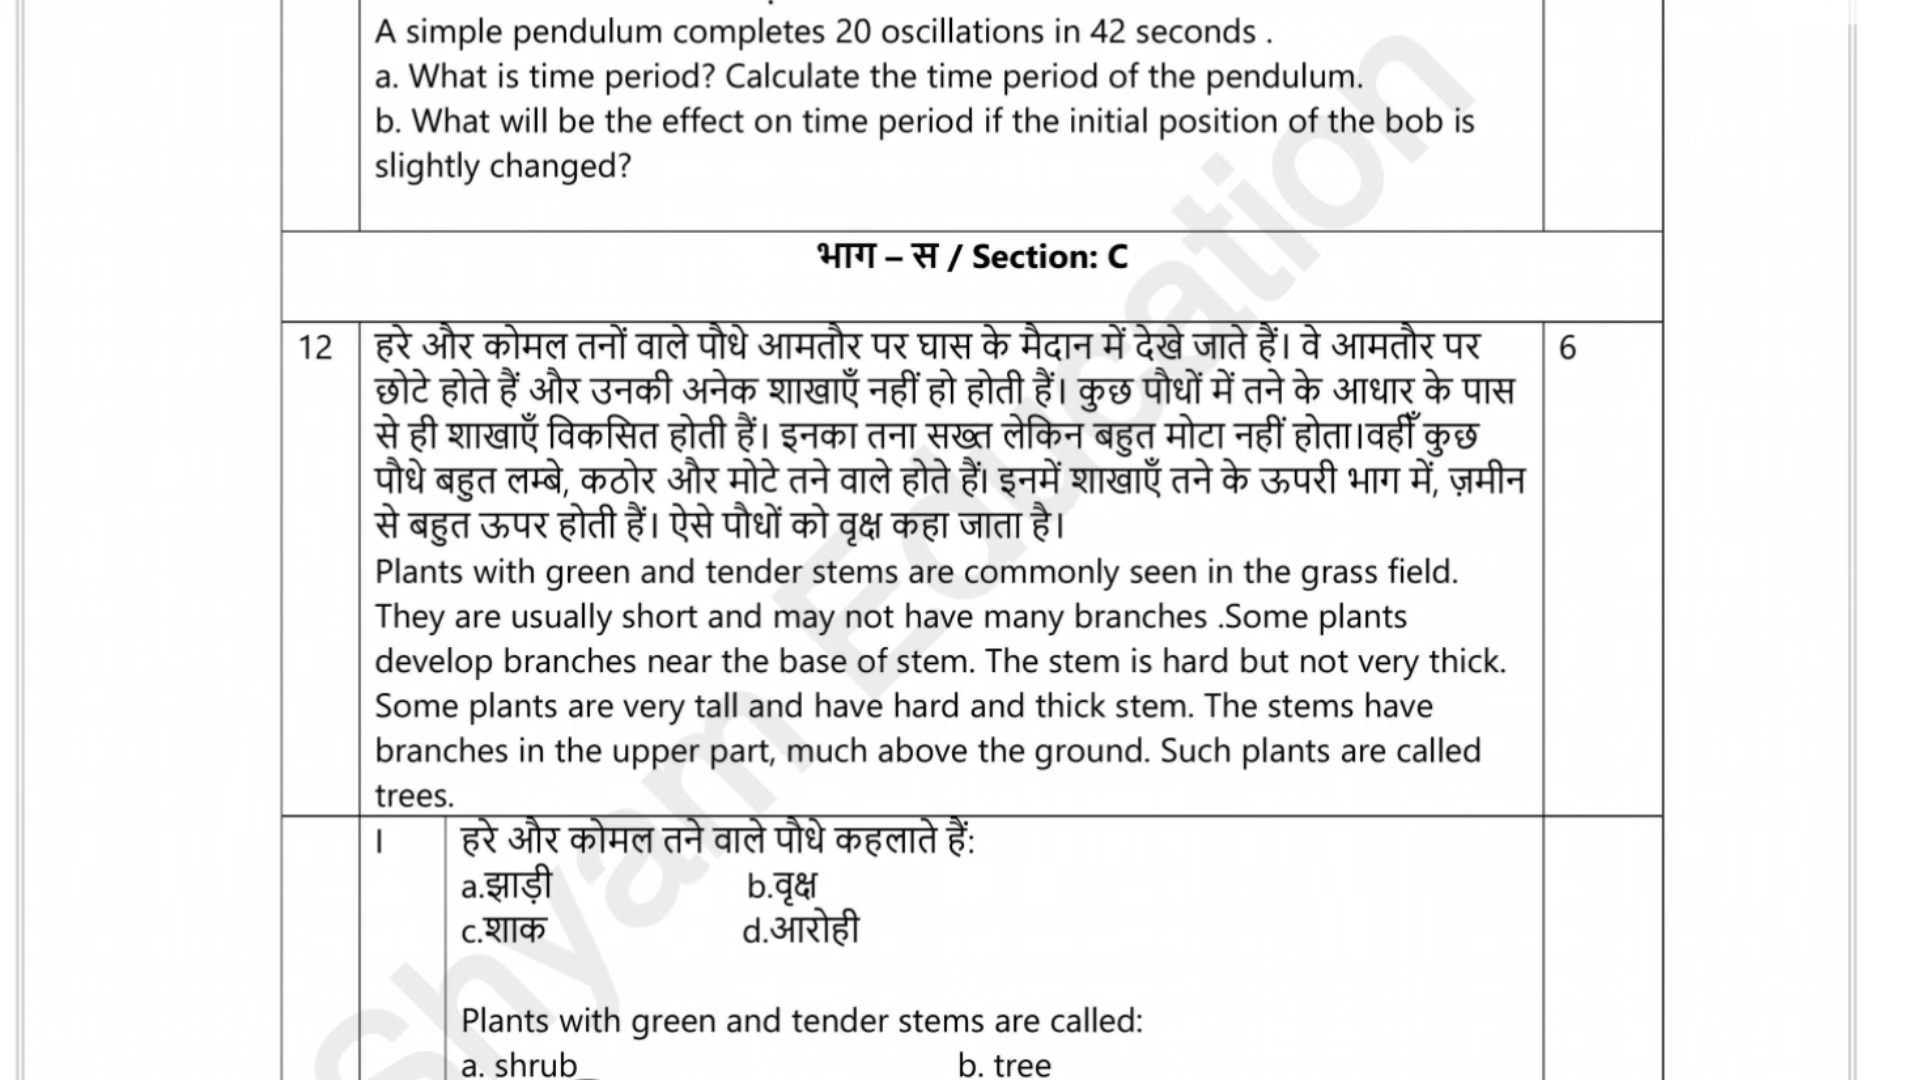 A simple pendulum completes 20 oscillations in 42 seconds .
a. What is time period? Calculate the time period of the pendulum.
b. What will be the effect on time period if the initial position of the bob is
slightly changed?
भाग – स / Section: C
12
हरे और कोमल तनों वाले पौधे आमतौर पर घास के मैदान में देखे जाते हैं। वे आमतौर पर
6
छोटे होते हैं और उनकी अनेक शाखाएँ नहीं हो होती हैं। कुछ पौधों में तने के आधार के पास
से ही शाखाएँ विकसित होती हैं। इनका तना सख्त लेकिन बहुत मोटा नहीं होता।वहीँ कुछ
पौधे बहुत लम्बे, कठोर और मोटे तने वाले होते हैं। इनमें शाखाएँ तने के ऊपरी भाग में, ज़मीन
से बहुत ऊपर होती हैं। ऐसे पौधों को वृक्ष कहा जाता है।
Plants with green and tender stems are commonly seen in the grass field.
They are usually short and may not have many branches .Some plants
develop branches near the base of stem. The stem is hard but not very thick.
Some plants are very tall and have hard and thick stem. The stems have
branches in the upper part, much above the ground. Such plants are called
trees.
I
हरे और कोमल तने वाले पौधे कहलाते हैं:
a.झाड़ी b.वृक्ष
c.शाक d.आरोही
Plants with green and tender stems are called:
a. shrub b. tree
Shyam Education